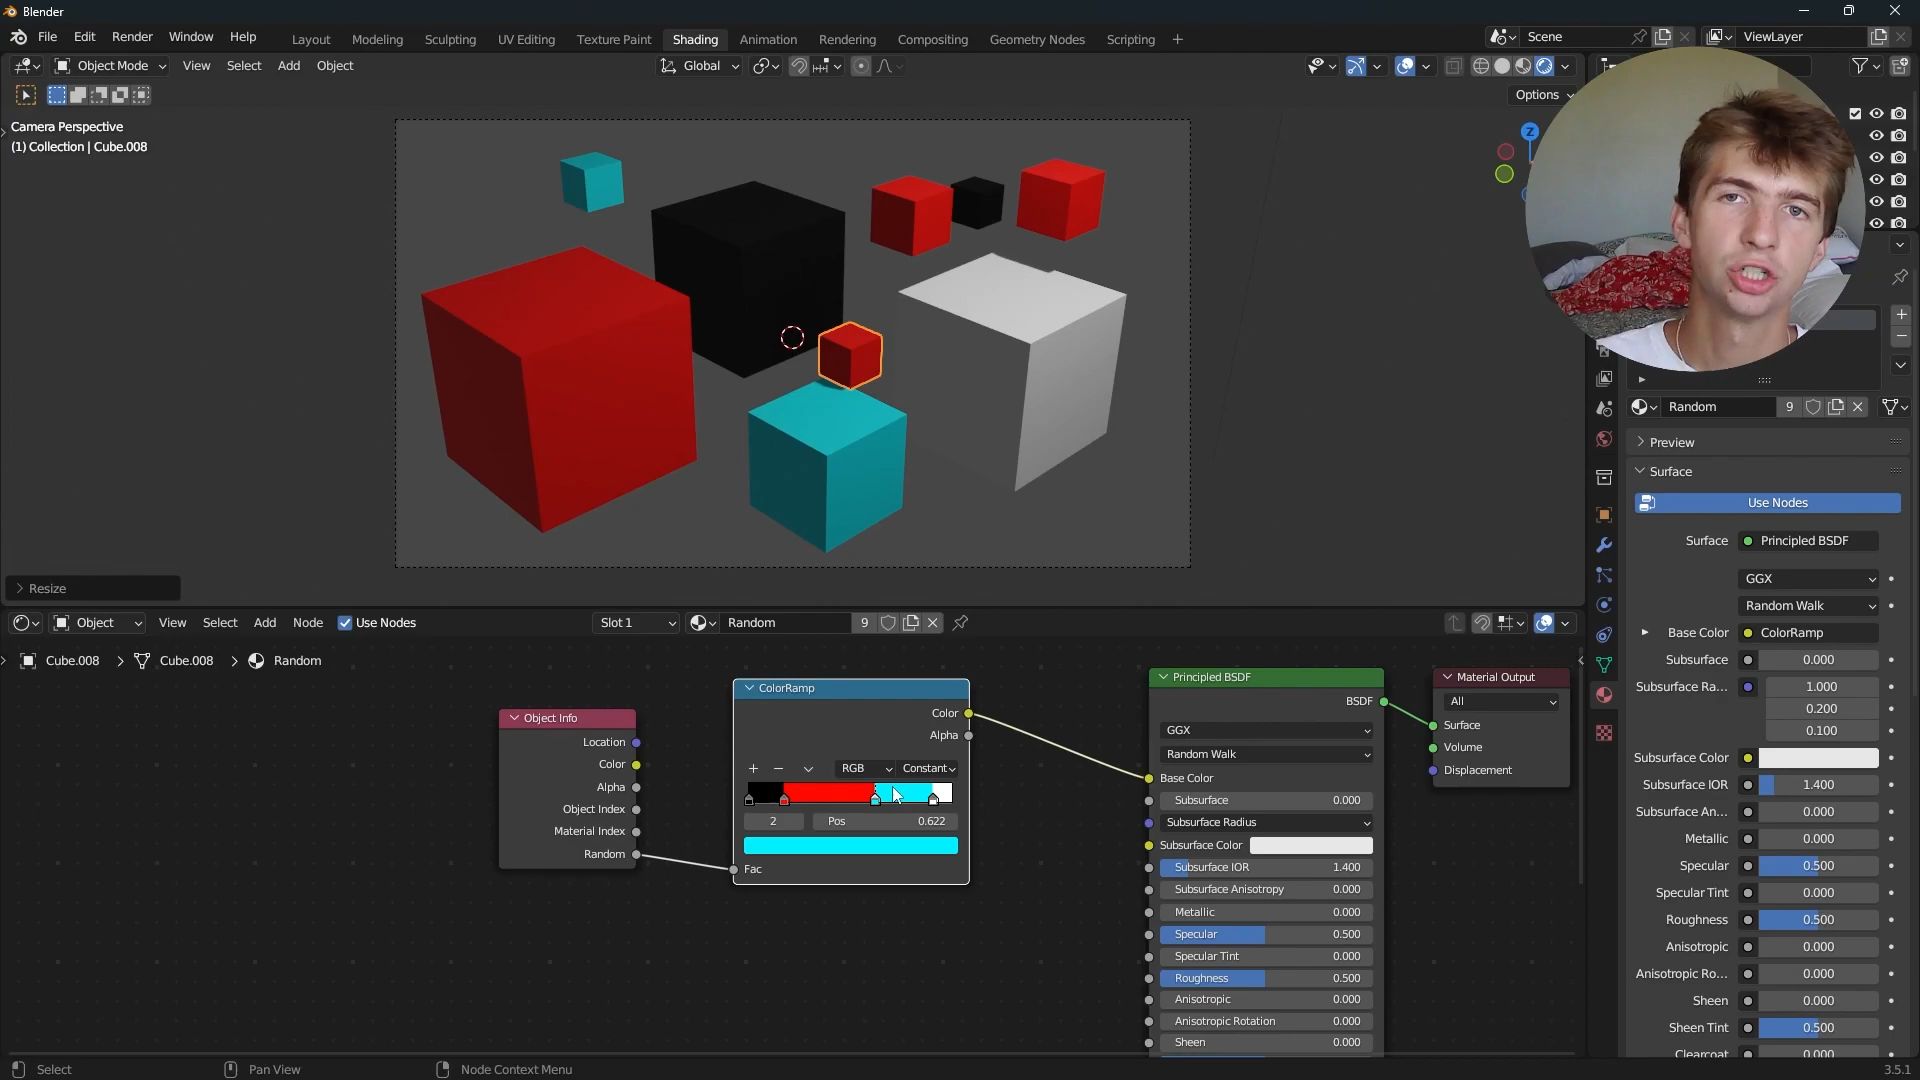 Blender
File Edit Render Window Help Layout Modeling Sculpting UV Editing Texture Paint Shading Animation Rendering Compositing Geometry Nodes Scripting + Scene ViewLayer
Object Mode View Select Add Object Global
Options
Camera Perspective
(1) Collection | Cube.008
Z
Random 9
Preview
Surface
Use Nodes
Surface Principled BSDF
GGX
Random Walk
Base Color ColorRamp
Subsurface 0.000
Subsurface Ra... 1.000
0.200
0.100
Subsurface Color
Subsurface IOR 1.400
Subsurface An... 0.000
Metallic 0.000
Specular 0.500
Specular Tint 0.000
Roughness 0.500
Anisotropic 0.000
Anisotropic Ro... 0.000
Sheen 0.000
Sheen Tint 0.500
Clearcoat 0.000
Resize
Object View Select Add Node Use Nodes Slot 1 Random 9
Cube.008 > Cube.008 > Random
Object Info
Location
Color
Alpha
Object Index
Material Index
Random
ColorRamp
Color
Alpha
RGB Constant
2 Pos 0.622
Fac
Principled BSDF
BSDF
GGX
Random Walk
Base Color
Subsurface 0.000
Subsurface Radius
Subsurface Color
Subsurface IOR 1.400
Subsurface Anisotropy 0.000
Metallic 0.000
Specular 0.500
Specular Tint 0.000
Roughness 0.500
Anisotropic 0.000
Anisotropic Rotation 0.000
Sheen 0.000
Material Output
All
Surface
Volume
Displacement
Select Pan View Node Context Menu 3.5.1